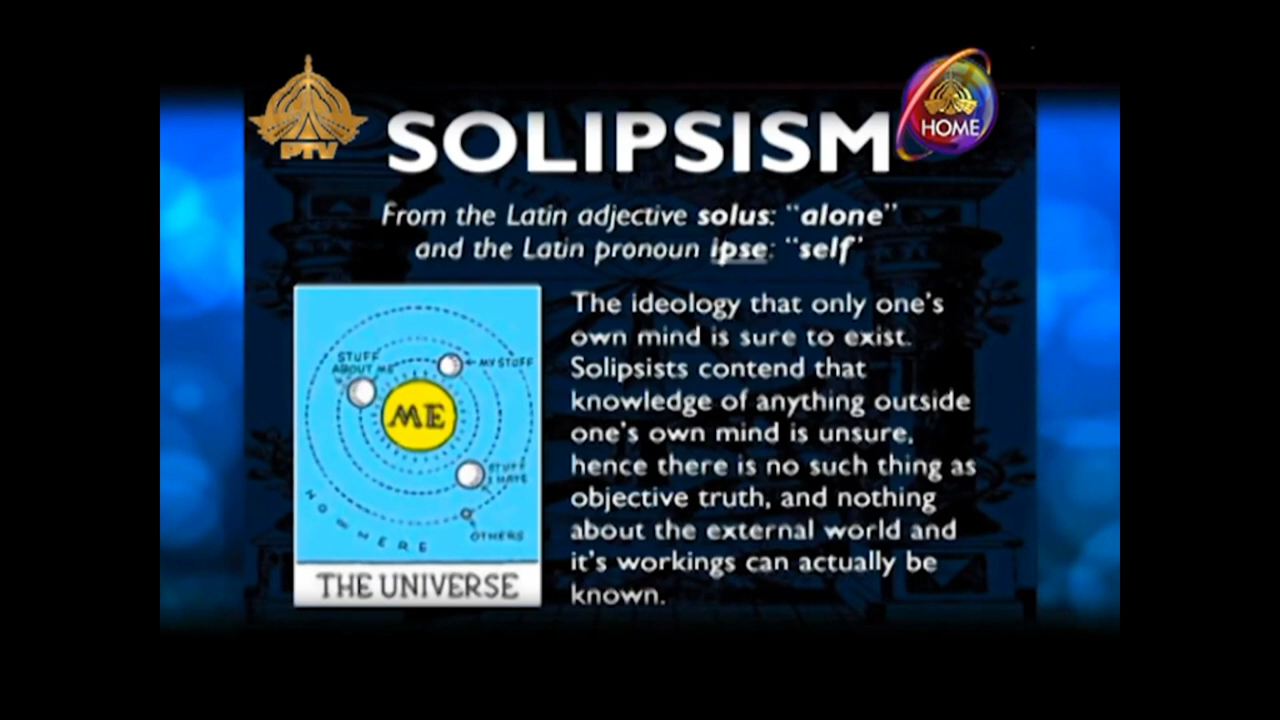 PTV
HOME
SOLIPSISM
From the Latin adjective solus: “alone”
and the Latin pronoun ipse: “self”
STUFF
ABOUT ME
MY STUFF
ME
STUFF
I HATE
OTHERS
NOWHERE
THE UNIVERSE
The ideology that only one's
own mind is sure to exist.
Solipsists contend that
knowledge of anything outside
one's own mind is unsure,
hence there is no such thing as
objective truth, and nothing
about the external world and
it's workings can actually be
known.